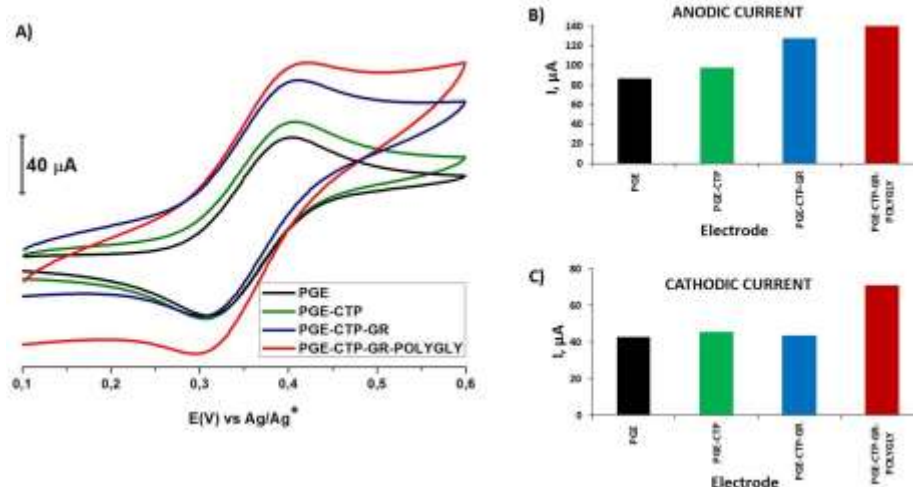 A)
40 µA
PGE
PGE-CTP
PGE-CTP-GR
PGE-CTP-GR-POLYGLY
0,1 0,2 0,3 0,4 0,5 0,6
E(V) vs Ag/Ag+
B)
ANODIC CURRENT
I, µA
140
120
100
80
60
40
20
0
PGE
PGE-CTP
PGE-CTP-GR
PGE-CTP-GR-
POLYGLY
Electrode
C)
CATHODIC CURRENT
I, µA
80
60
40
20
0
PGE
PGE-CTP
PGE-CTP-GR
PGE-CTP-GR-
POLYGLY
Electrode